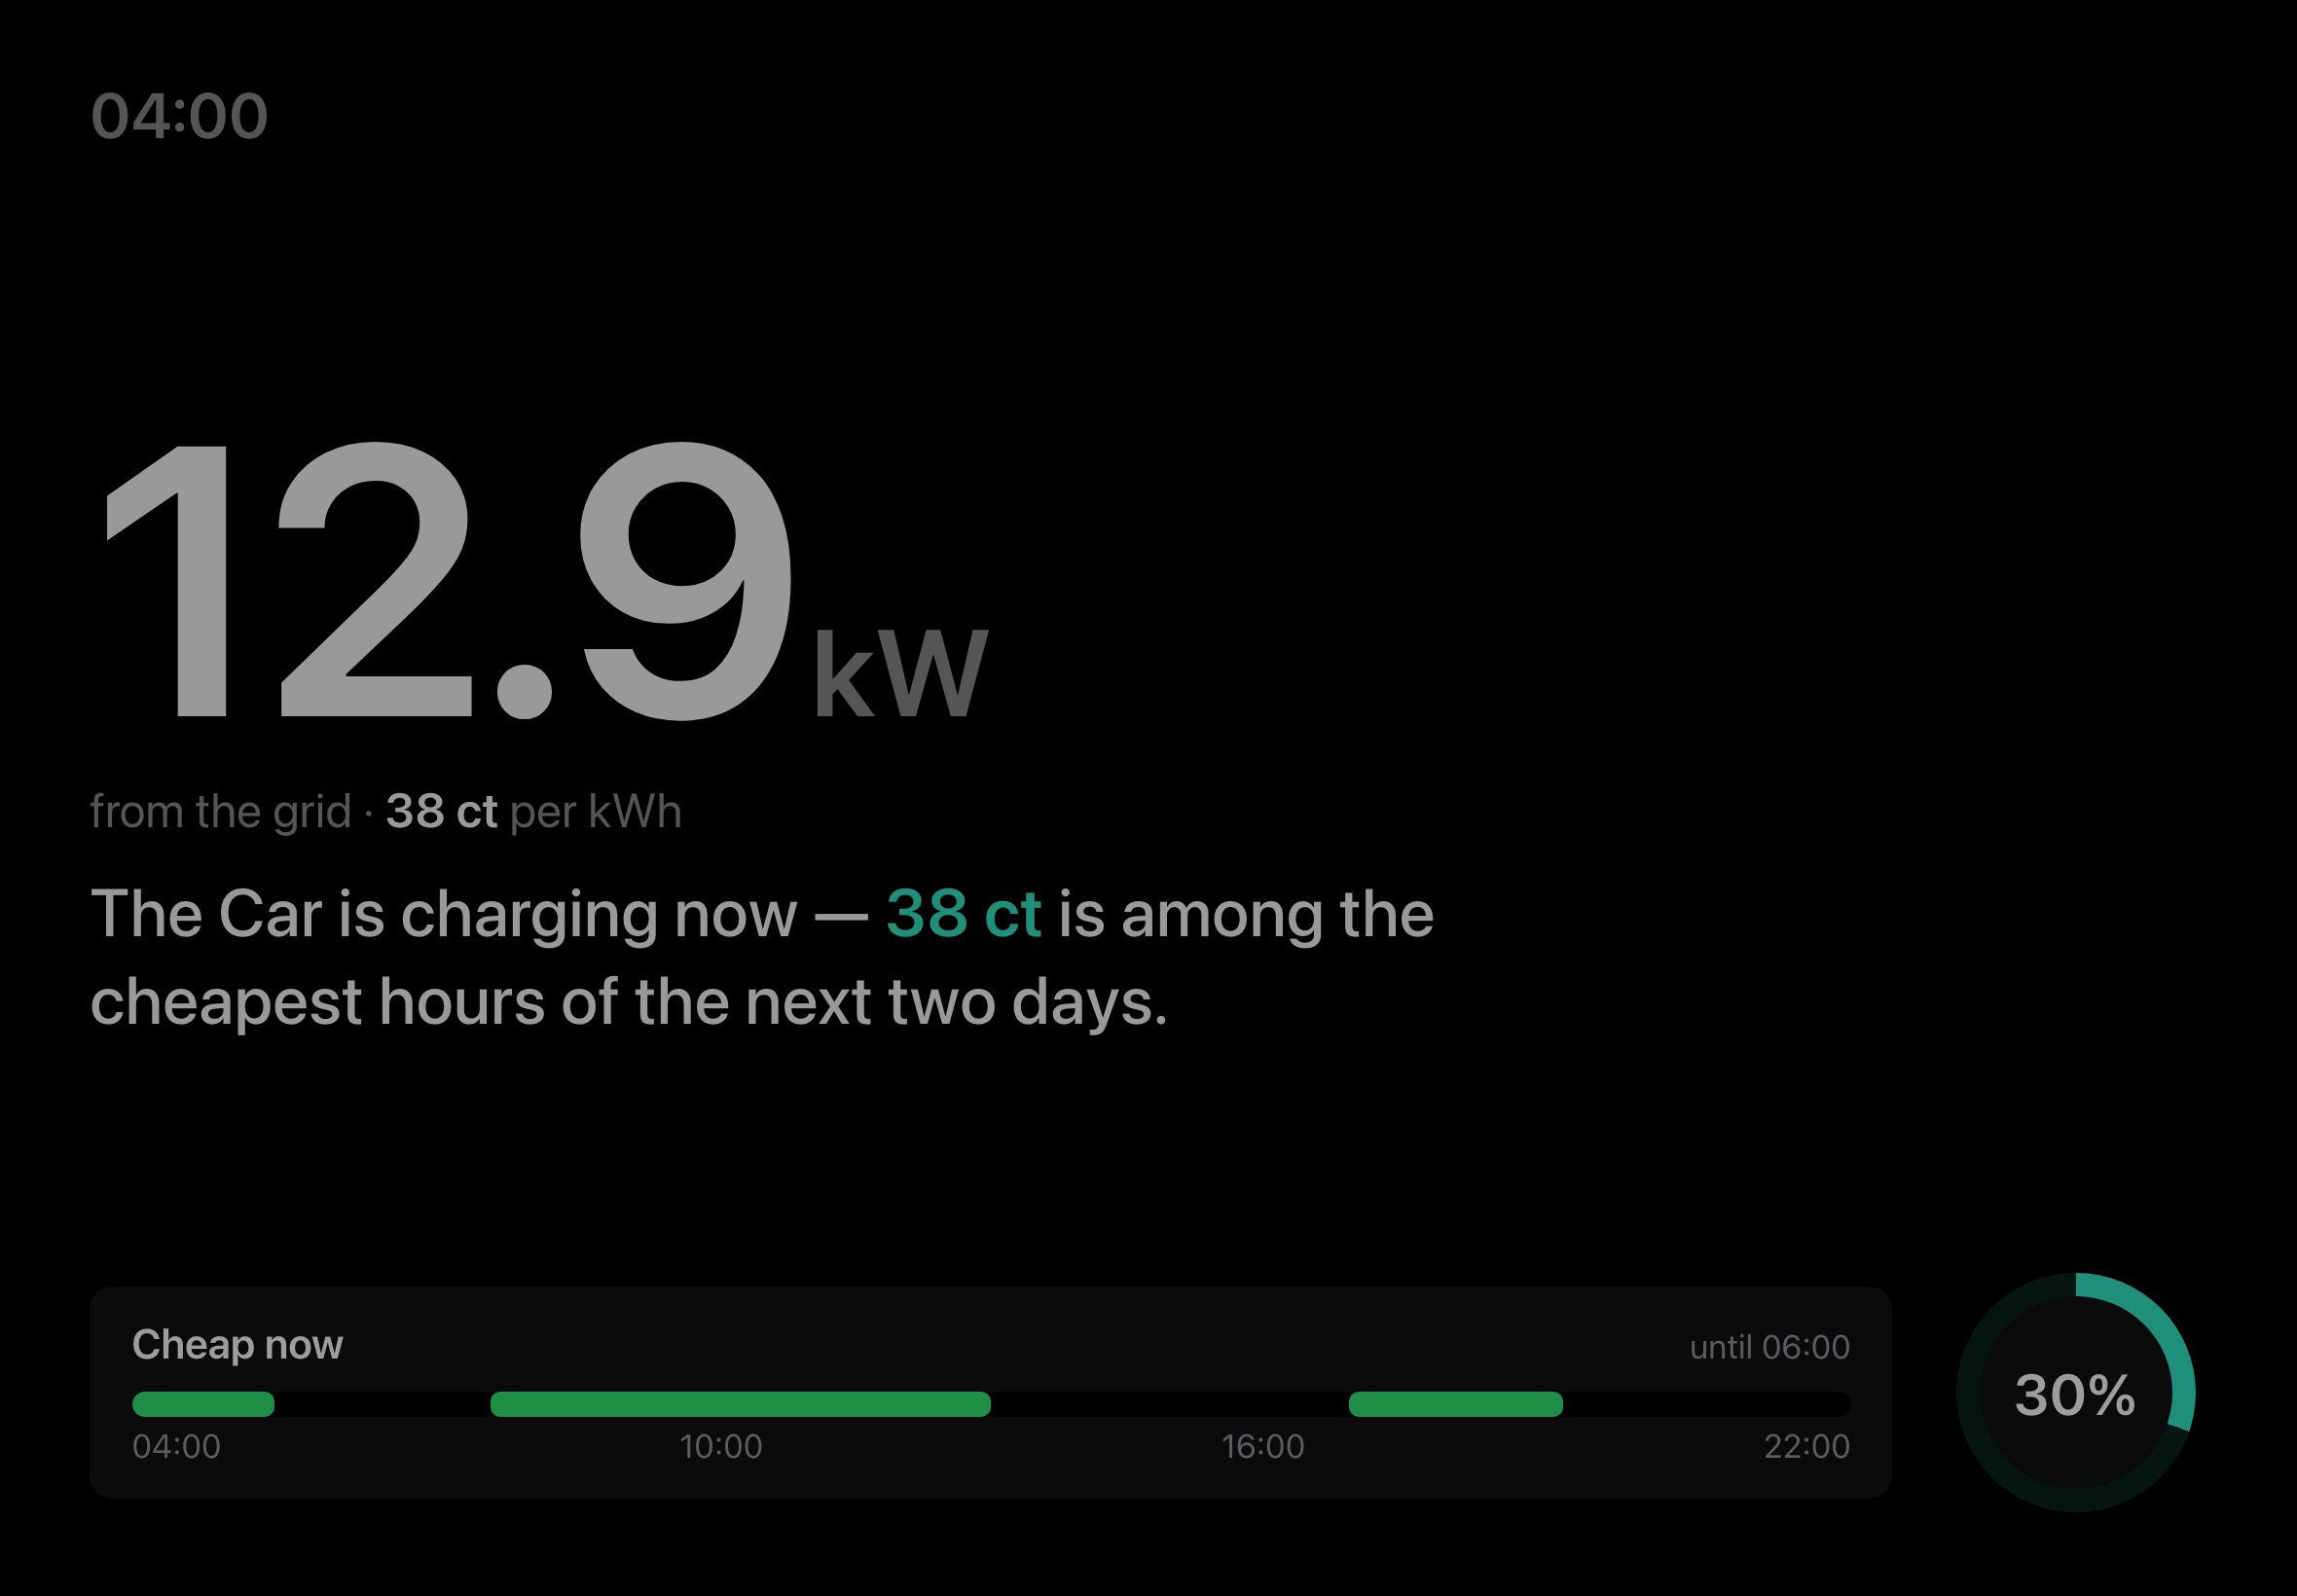 04:00
12.9 kW
from the grid · 38 ct per kWh
The Car is charging now — 38 ct is among the
cheapest hours of the next two days.
Cheap now
until 06:00
04:00
10:00
16:00
22:00
30%